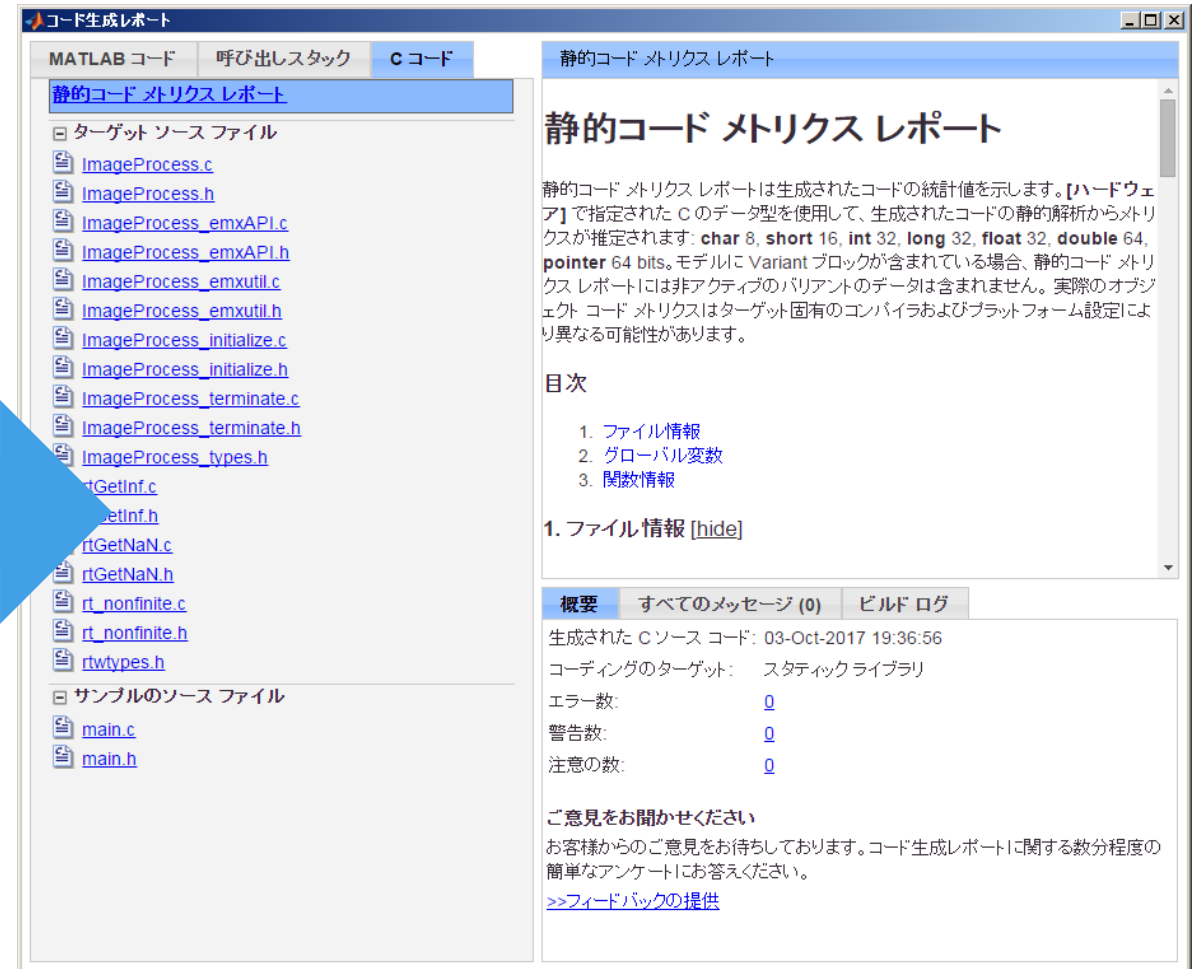 コード生成レポート
MATLAB コード 呼び出しスタック C コード
静的コード メトリクス レポート
ターゲット ソース ファイル
ImageProcess.c
ImageProcess.h
ImageProcess_emxAPI.c
ImageProcess_emxAPI.h
ImageProcess_emxutil.c
ImageProcess_emxutil.h
ImageProcess_initialize.c
ImageProcess_initialize.h
ImageProcess_terminate.c
ImageProcess_terminate.h
ImageProcess_types.h
rtGetInf.c
rtGetInf.h
rtGetNaN.c
rtGetNaN.h
rt_nonfinite.c
rt_nonfinite.h
rtwtypes.h
サンプルのソース ファイル
main.c
main.h
静的コード メトリクス レポート
静的コード メトリクス レポート
静的コード メトリクス レポートは生成されたコードの統計値を示します。[ハードウェ
ア] で指定された C のデータ型を使用して、生成されたコードの静的解析からメトリ
クスが推定されます: char 8, short 16, int 32, long 32, float 32, double 64,
pointer 64 bits。モデルに Variant ブロックが含まれている場合、静的コード メトリ
クス レポートには非アクティブのバリアントのデータは含まれません。実際のオブジ
ェクト コード メトリクスはターゲット固有のコンパイラおよびプラットフォーム設定によ
り異なる可能性があります。
目次
1. ファイル情報
2. グローバル変数
3. 関数情報
1. ファイル情報 [hide]
概要 すべてのメッセージ (0) ビルド ログ
生成された C ソース コード: 03-Oct-2017 19:36:56
コーディングのターゲット: スタティック ライブラリ
エラー数: 0
警告数: 0
注意の数: 0
ご意見をお聞かせください
お客様からのご意見をお待ちしております。コード生成レポートに関する数分程度の
簡単なアンケートにお答えください。
>>フィードバックの提供